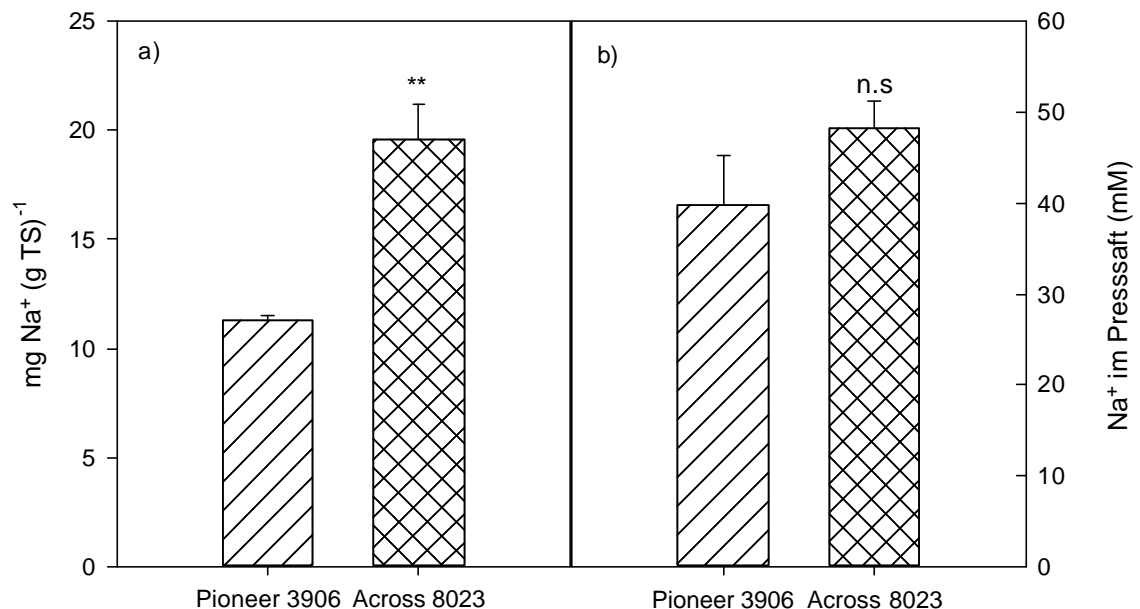 mg Na⁺ (g TS)⁻¹
25
20
15
10
5
0
a)
**
Pioneer 3906 Across 8023
b)
n.s
Pioneer 3906 Across 8023
60
50
40
30
20
10
0
Na⁺ im Presssaft (mM)